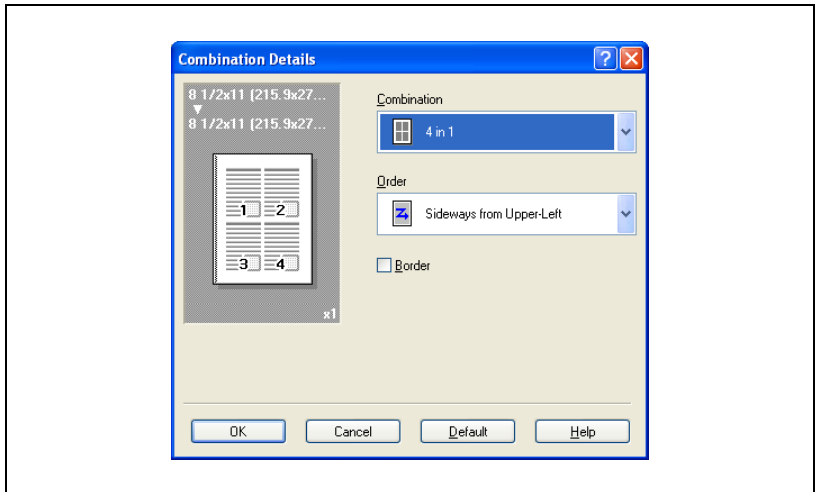 Combination Details
8 1/2x11 (215.9x27...
8 1/2x11 (215.9x27...
1 2
3 4
x1
Combination
4 in 1
Order
Sideways from Upper-Left
Border
OK Cancel Default Help